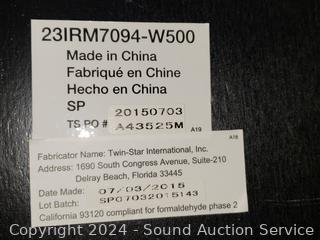 23IRM7094-W500
Made in China
Fabriqué en Chine
Hecho en China
SP 20150703
TS PO # A43525M A19
A18
Fabricator Name: Twin-Star International, Inc.
Address: 1690 South Congress Avenue, Suite-210
Delray Beach, Florida 33445
Date Made: 07/03/2015
Lot Batch: SP07032015143
California 93120 compliant for formaldehyde phase 2
Copyright 2024 - Sound Auction Service